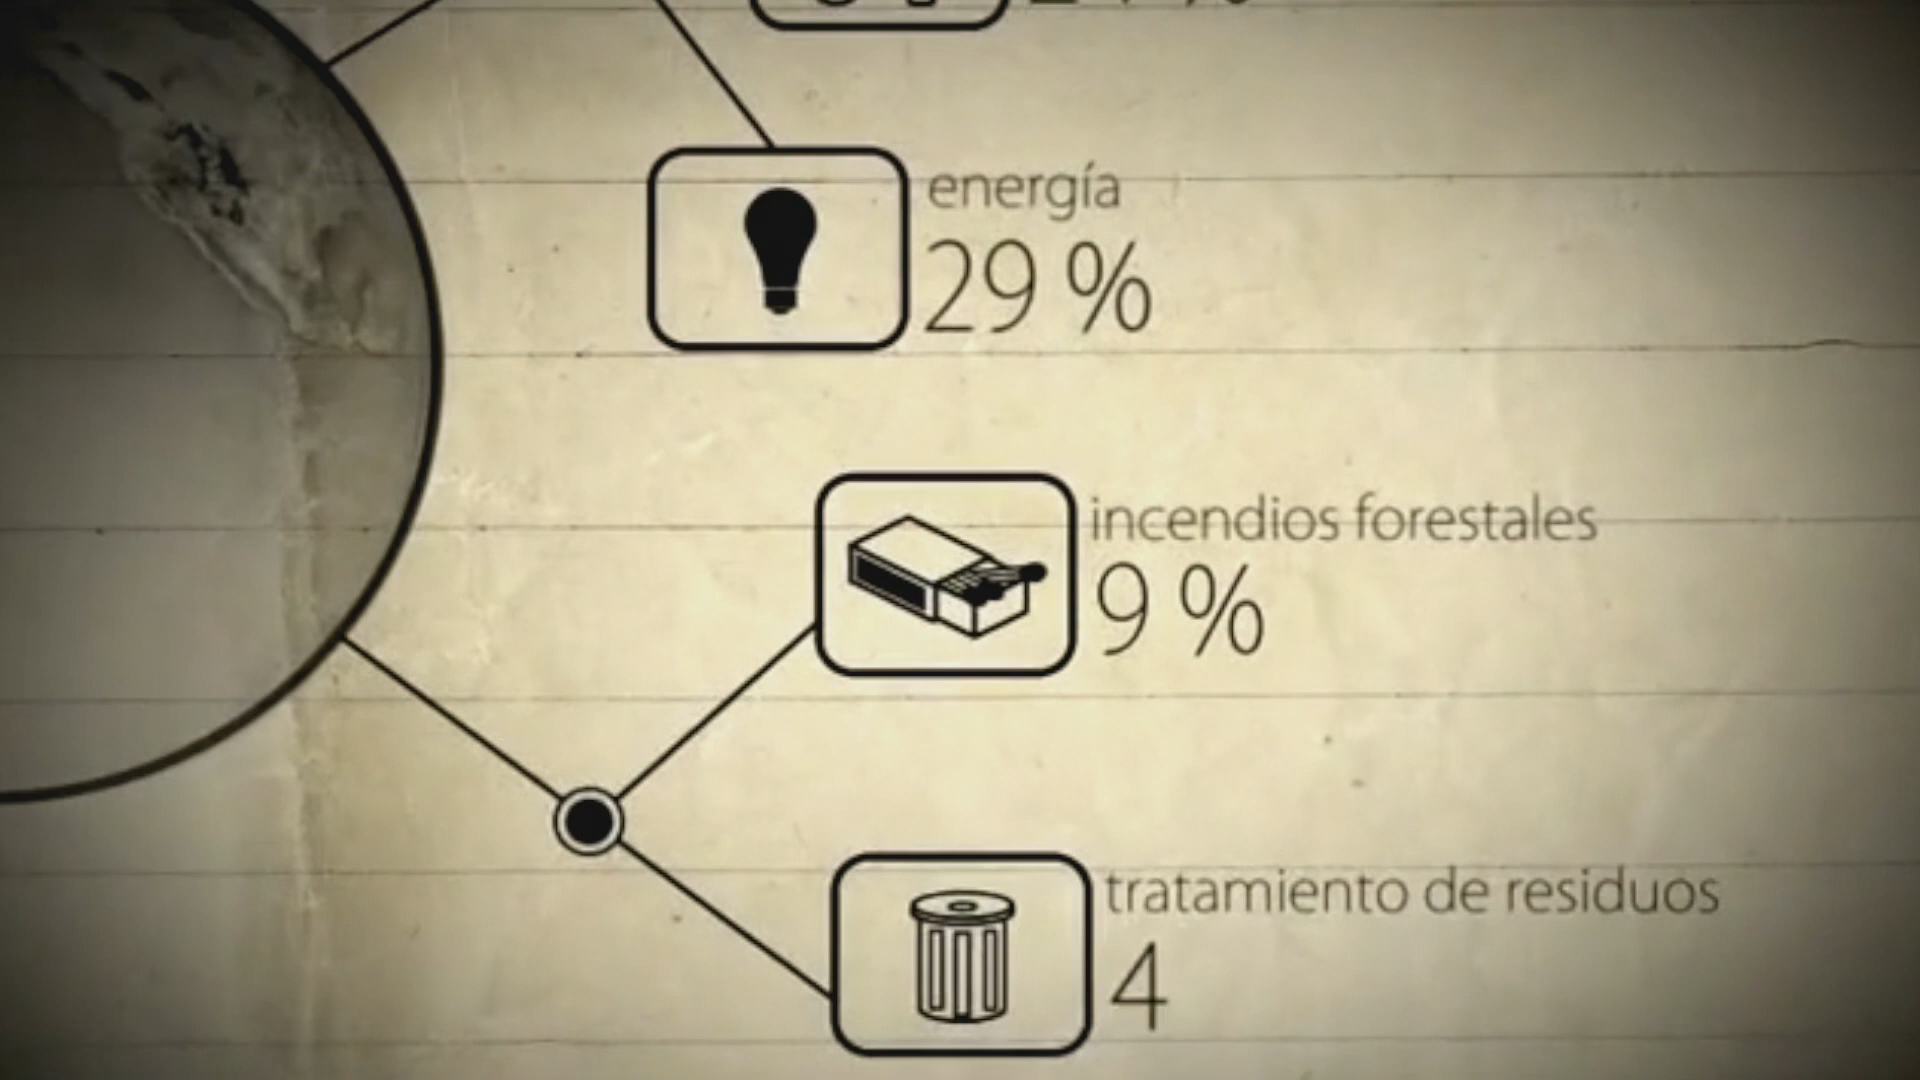 energía
29 %
incendios forestales
9 %
tratamiento de residuos
4